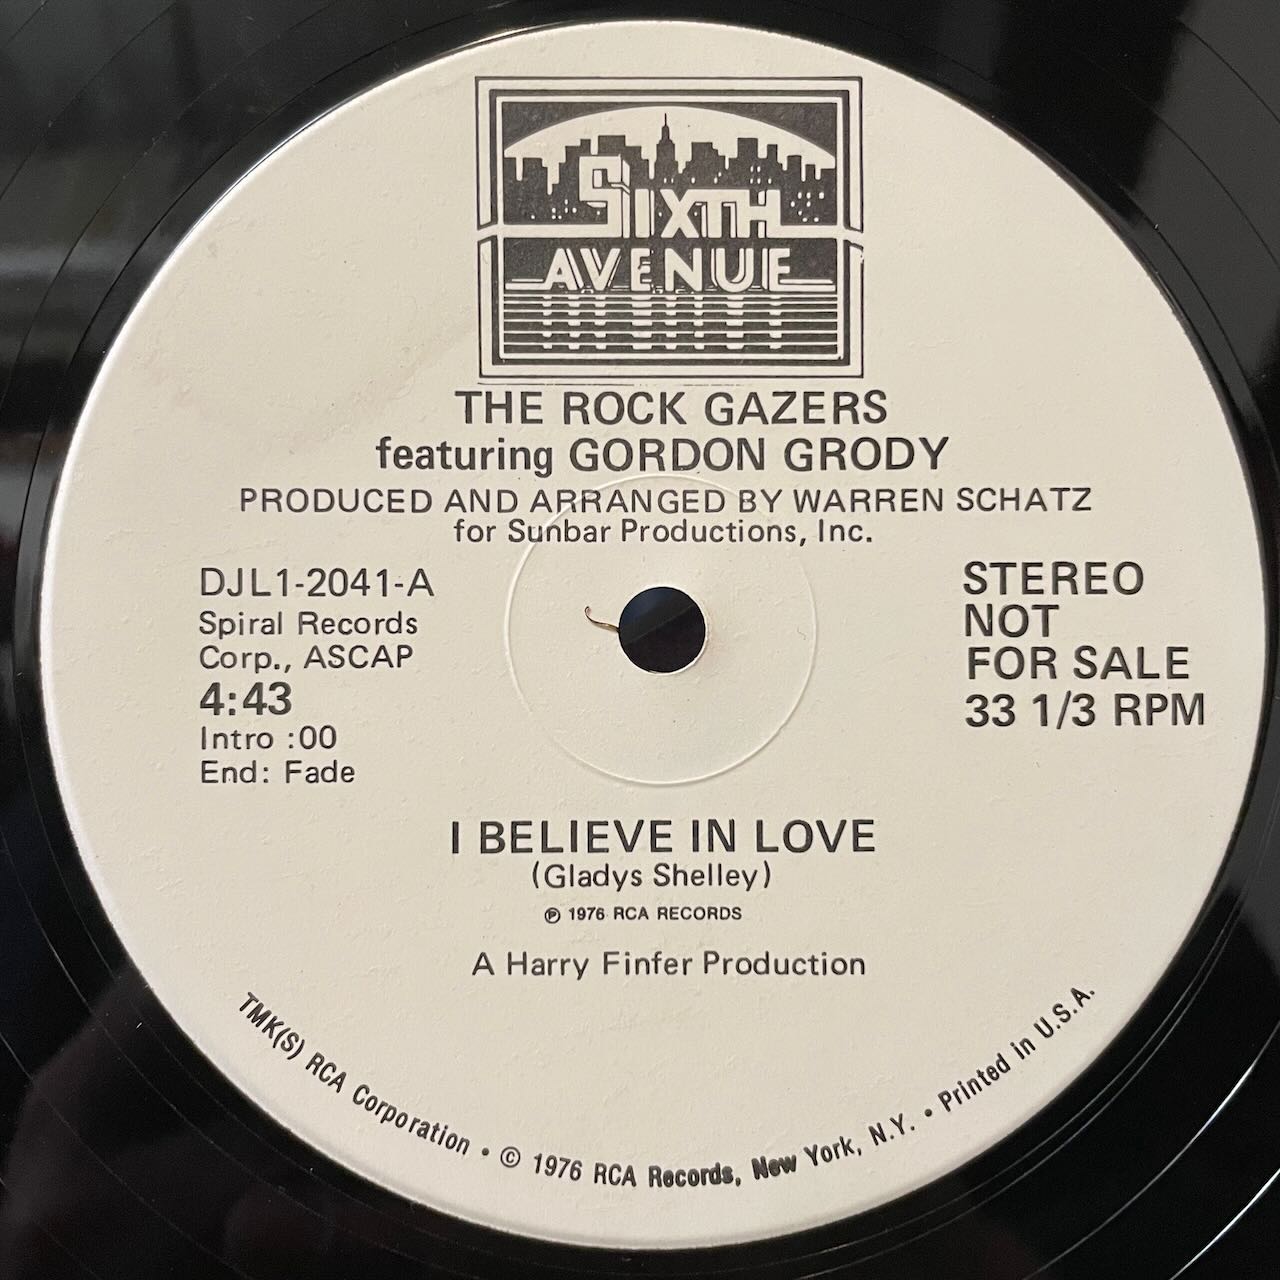 SIXTH
AVENUE
THE ROCK GAZERS
featuring GORDON GRODY
PRODUCED AND ARRANGED BY WARREN SCHATZ
for Sunbar Productions, Inc.
DJL1-2041-A
Spiral Records
Corp., ASCAP
4:43
Intro :00
End: Fade
STEREO
NOT
FOR SALE
33 1/3 RPM
I BELIEVE IN LOVE
(Gladys Shelley)
℗ 1976 RCA RECORDS
A Harry Finfer Production
TMK(S) RCA Corporation • © 1976 RCA Records, New York, N.Y. • Printed in U.S.A.